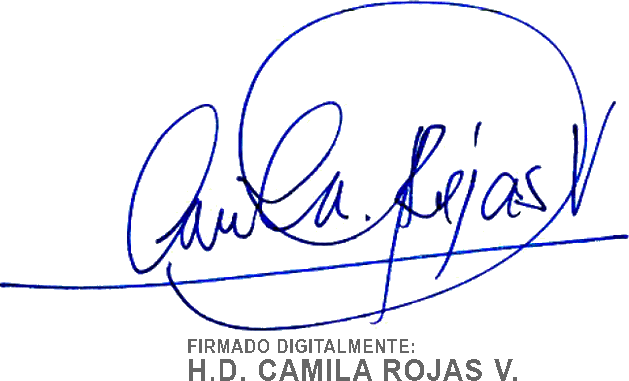 Camila. Rojas V
FIRMADO DIGITALMENTE:
H.D. CAMILA ROJAS V.